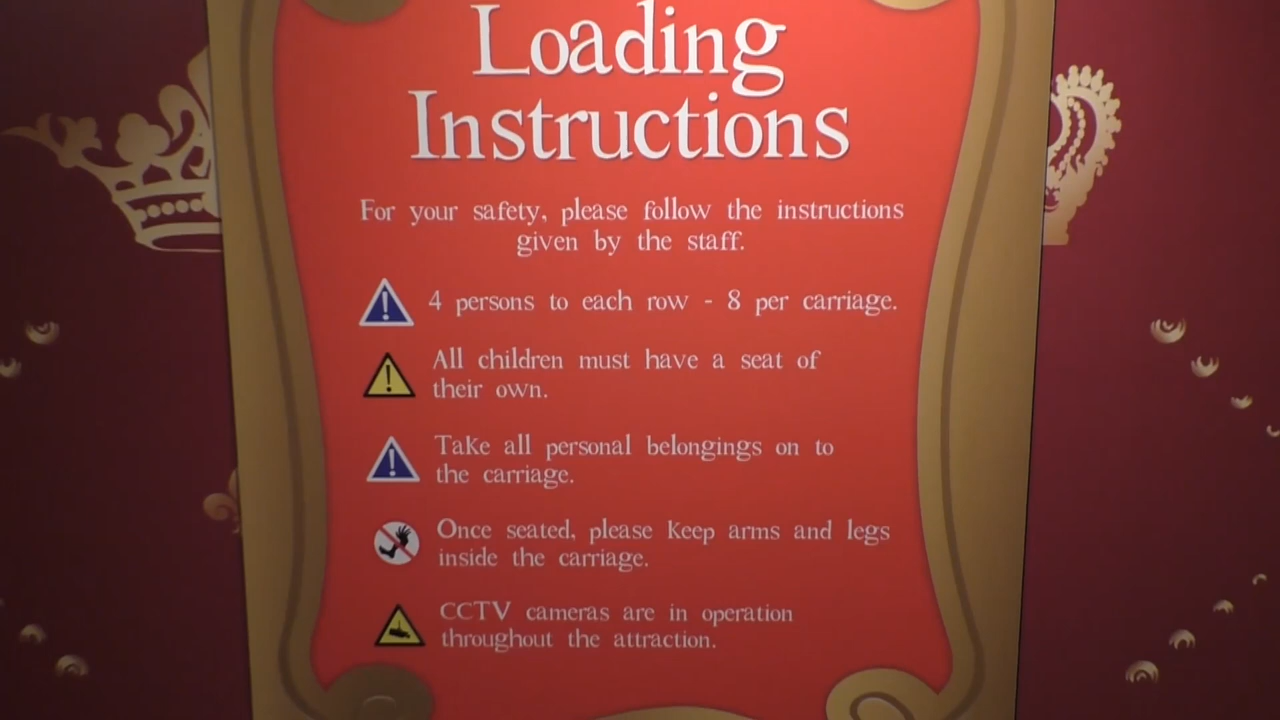 Loading
Instructions
For your safety, please follow the instructions
given by the staff.
4 persons to each row - 8 per carriage.
All children must have a seat of
their own.
Take all personal belongings on to
the carriage.
Once seated, please keep arms and legs
inside the carriage.
CCTV cameras are in operation
throughout the attraction.